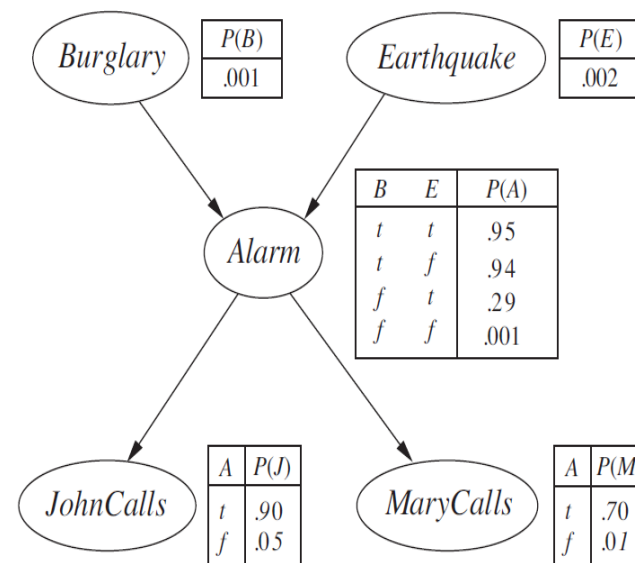 Burglary
P(B)
.001
Earthquake
P(E)
.002
Alarm
B E P(A)
t t .95
t f .94
f t .29
f f .001
JohnCalls
A P(J)
t .90
f .05
MaryCalls
A P(M
t .70
f .01